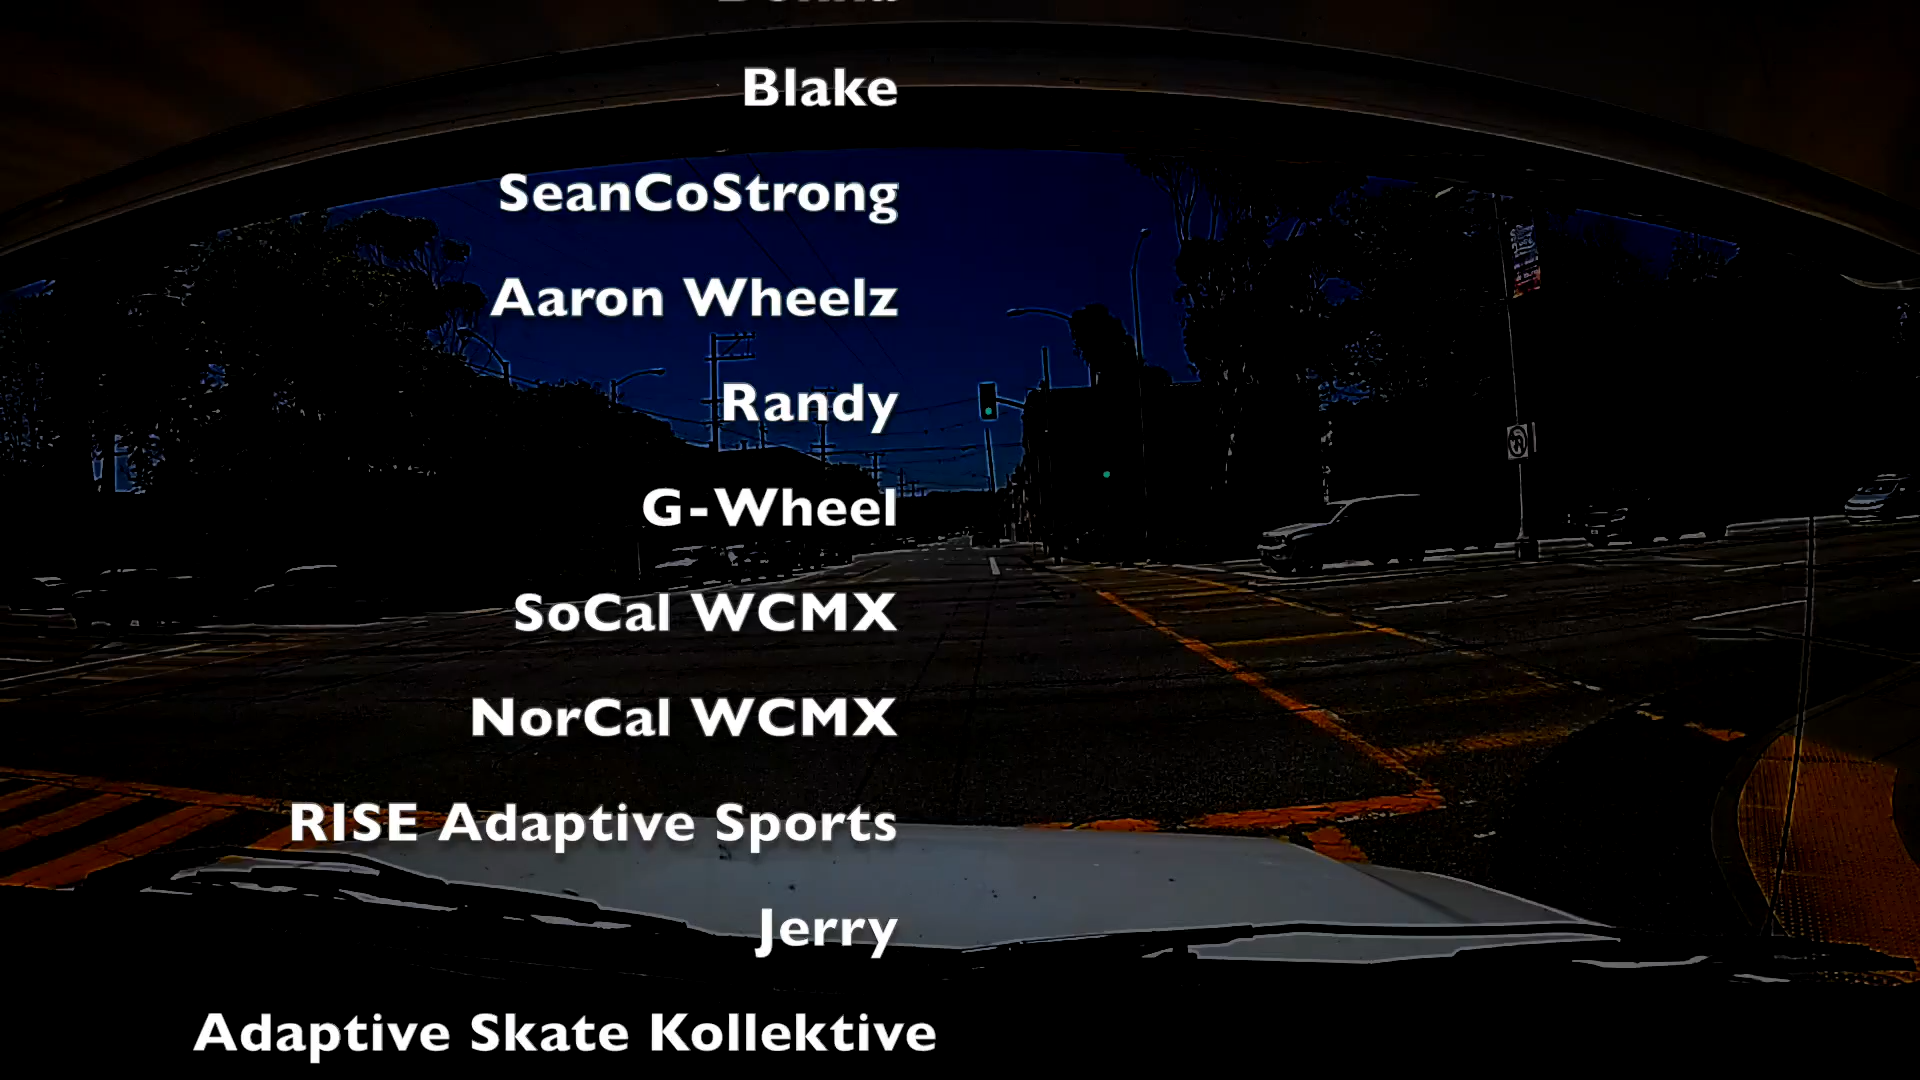 Blake
SeanCoStrong
Aaron Wheelz
Randy
G-Wheel
SoCal WCMX
NorCal WCMX
RISE Adaptive Sports
Jerry
Adaptive Skate Kollektive